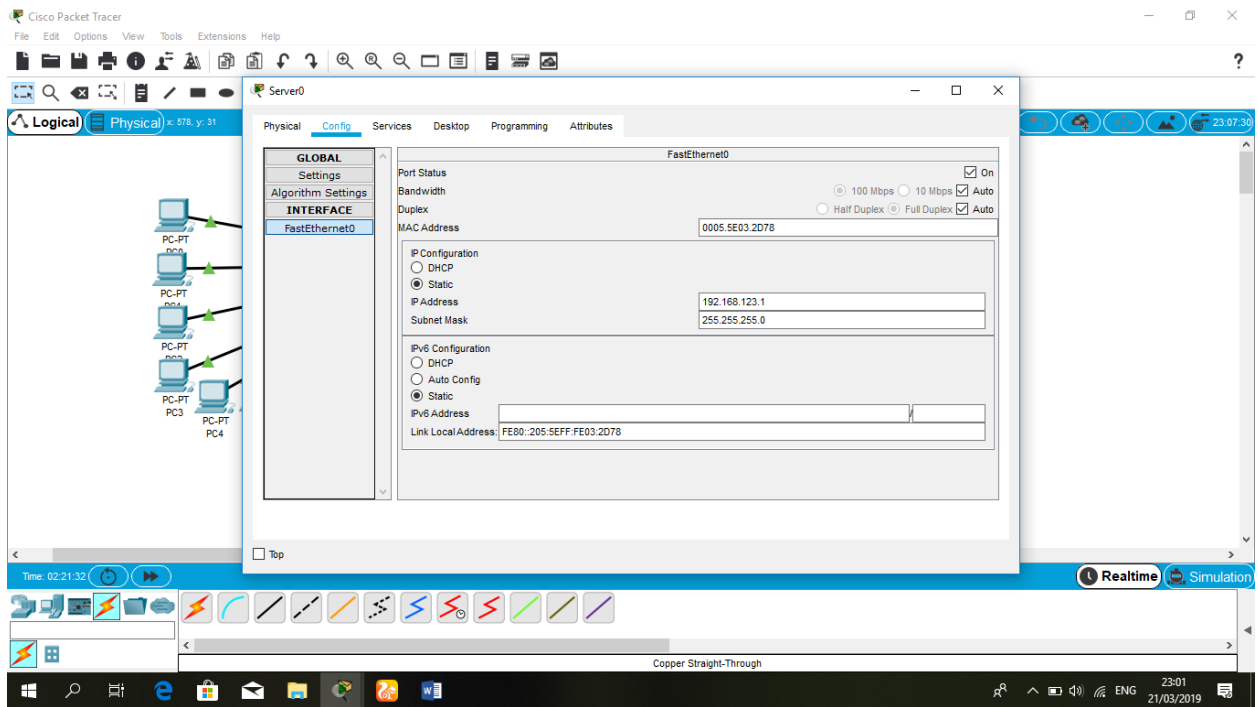 Cisco Packet Tracer
File Edit Options View Tools Extensions Help
?
Logical Physical x: 578, y: 31
23:07:30
Server0
Physical Config Services Desktop Programming Attributes
GLOBAL
Settings
Algorithm Settings
INTERFACE
FastEthernet0
FastEthernet0
Port Status On
Bandwidth 100 Mbps 10 Mbps Auto
Duplex Half Duplex Full Duplex Auto
MAC Address 0005.5E03.2D78
IP Configuration
DHCP
Static
IP Address 192.168.123.1
Subnet Mask 255.255.255.0
IPv6 Configuration
DHCP
Auto Config
Static
IPv6 Address /
Link Local Address: FE80::205:5EFF:FE03:2D78
Top
PC-PT
PC-PT
PC-PT
PC-PT
PC3
PC-PT
PC4
Time: 02:21:32
Realtime Simulation
Copper Straight-Through
ENG
23:01
21/03/2019